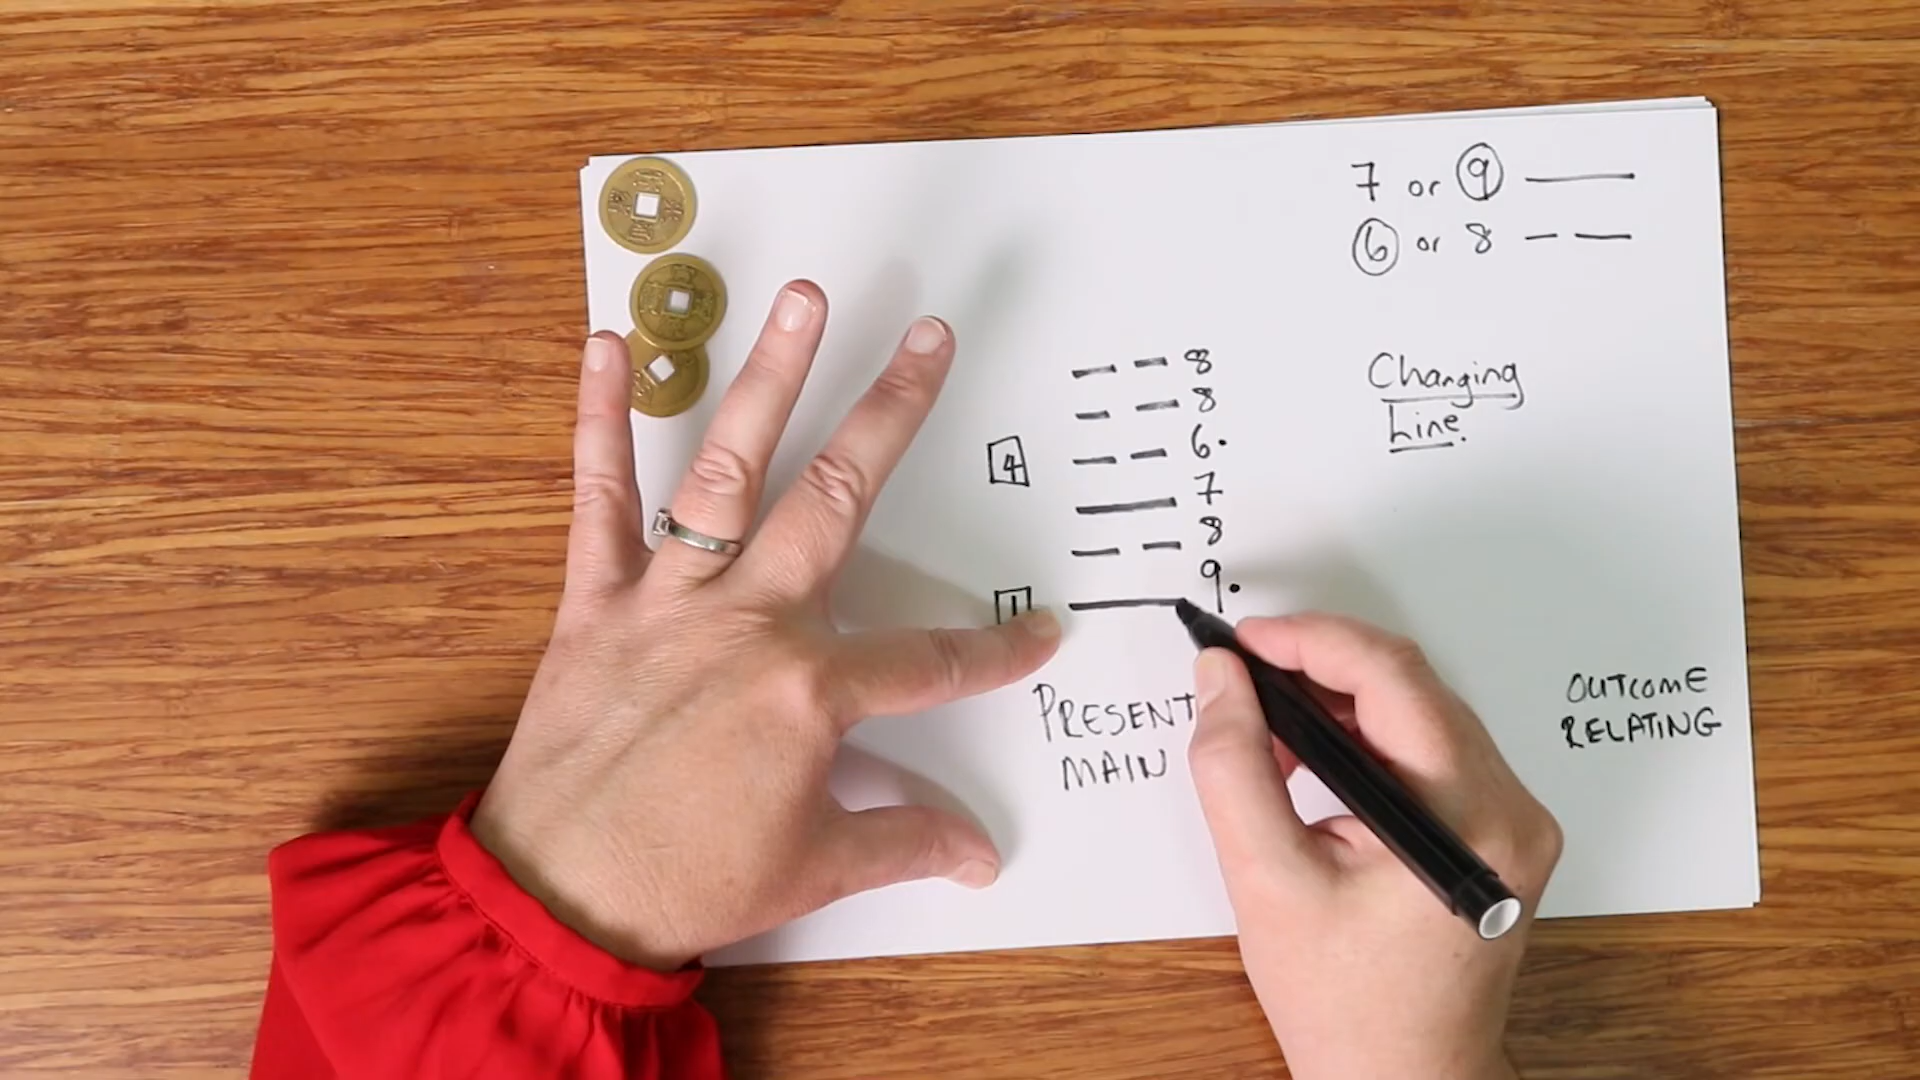 7 or 9
6 or 8
8
8
4 6.
7
8
1 9.
Changing
Line.
PRESENT
MAIN
OUTCOME
RELATING